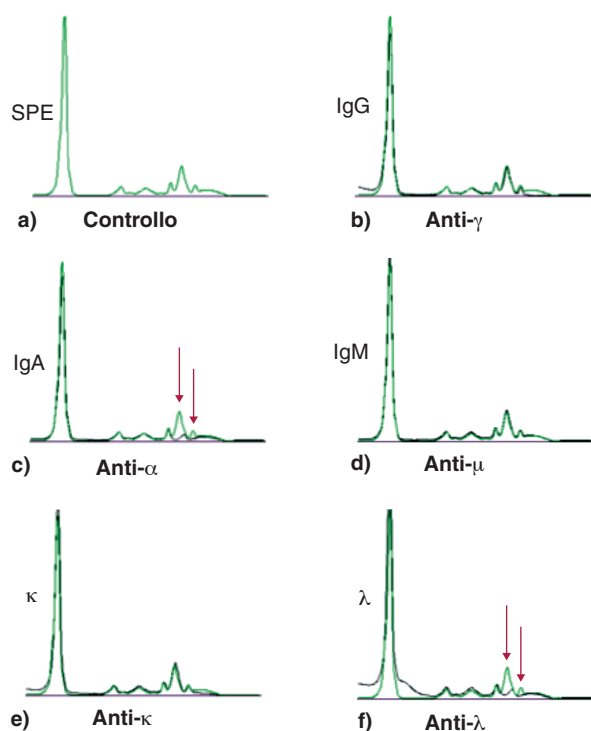 SPE
a) Controllo
IgG
b) Anti-γ
IgA
c) Anti-α
IgM
d) Anti-μ
κ
e) Anti-κ
λ
f) Anti-λ